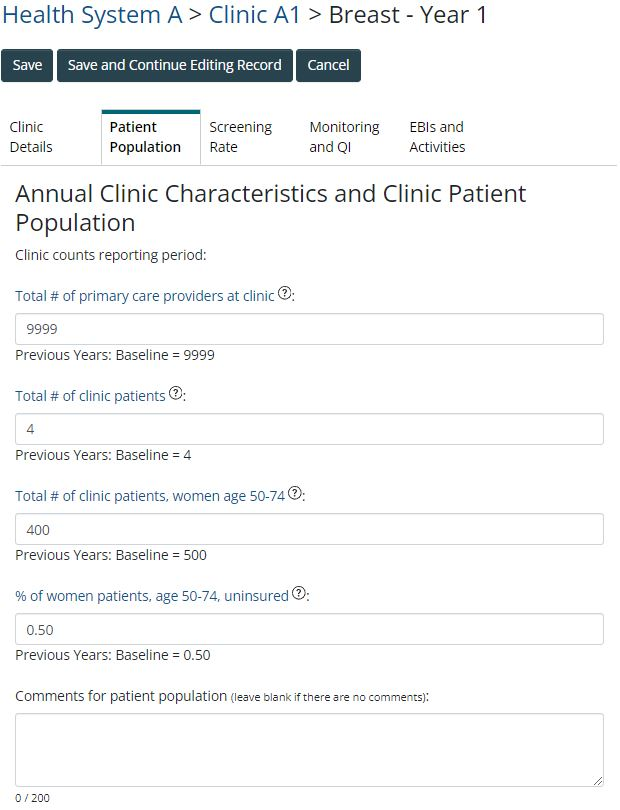 Health System A > Clinic A1 > Breast - Year 1
Save
Save and Continue Editing Record
Cancel
Clinic Details
Patient Population
Screening Rate
Monitoring and QI
EBIs and Activities
Annual Clinic Characteristics and Clinic Patient
Population
Clinic counts reporting period:
Total # of primary care providers at clinic ?:
9999
Previous Years: Baseline = 9999
Total # of clinic patients ?:
4
Previous Years: Baseline = 4
Total # of clinic patients, women age 50-74 ?:
400
Previous Years: Baseline = 500
% of women patients, age 50-74, uninsured ?:
0.50
Previous Years: Baseline = 0.50
Comments for patient population (leave blank if there are no comments):
0 / 200